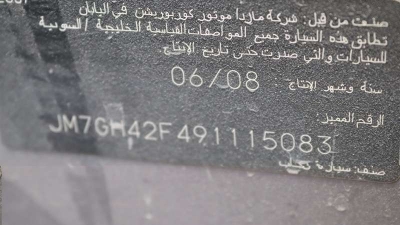 صنعت من قبل: شركة مازدا موتور كوربوريشن في اليابان
تطابق هذه السيارة جميع المواصفات القياسية الخليجية / السعودية
للسيارات والتي صدرت حتى تاريخ الإنتاج
سنة وشهر الإنتاج 06/08
الرقم المميز:
JM7GH42F491115083
صنف: سيارة ركاب